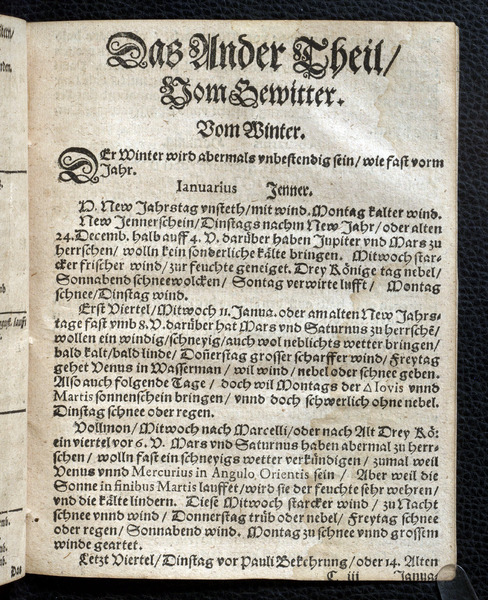 Das Ander Theil/
Vom Gewitter.
Vom Winter.
DEr Winter wird abermals vnbestendig sein/ wie fast vorm
Jahr.
Ianuarius Jenner.
V. New Jahrstag vnsteth/ mit wind. Montag kalter wind.
New Jennerschein/ Dinstags nachm New Jahr/ oder alten
24. Decemb. halb auff 4. V. darüber haben Jupiter vnd Mars zu
herrschen/ wolln kein sonderliche kälte bringen. Mitwoch star-
cker frischer wind/ zur feuchte geneiget. Drey Könige tag nebel/
Sonnabend schneewolcken/ Sontag verwirte lufft/ Montag
schnee/ Dinstag wind.
Erst Viertel/ Mitwoch 11. Janua. oder am alten New Jahrs-
tage fast vmb 8. V. darüber hat Mars vnd Saturnus zu herrschē/
wollen ein windig/ schneyig/ auch wol neblichts wetter bringen/
bald kalt/ bald linde/ Doñerstag grosser scharffer wind/ Freytag
gehet Venus in Wasserman/ wil wind/ nebel oder schnee geben.
Also auch folgende Tage/ doch wil Montags der △ Iovis vnnd
Martis sonnenschein bringen/ vnnd doch schwerlich ohne nebel.
Dinstag schnee oder regen.
Vollmon/ Mitwoch nach Marcelli/ oder nach Alt Drey Kö:
ein viertel vor 6. V. Mars vnd Saturnus haben abermal zu herr-
schen/ wolln fast ein schneyigs wetter verkündigen/ zumal weil
Venus vnnd Mercurius in Angulo Orientis sein/ Aber weil die
Sonne in finibus Martis lauffet/ wird sie der feuchte sehr wehren/
vnd die kälte lindern. Diese Mitwoch starcker wind/ zu Nacht
schnee vnnd wind/ Donnerstag trüb oder nebel/ Freytag schnee
oder regen/ Sonnabend wind. Montag zu schnee vnnd grossem
winde geartet.
Letzt Viertel/ Dinstag vor Pauli Bekehrung/ oder 14. Alten
C iij Janua-